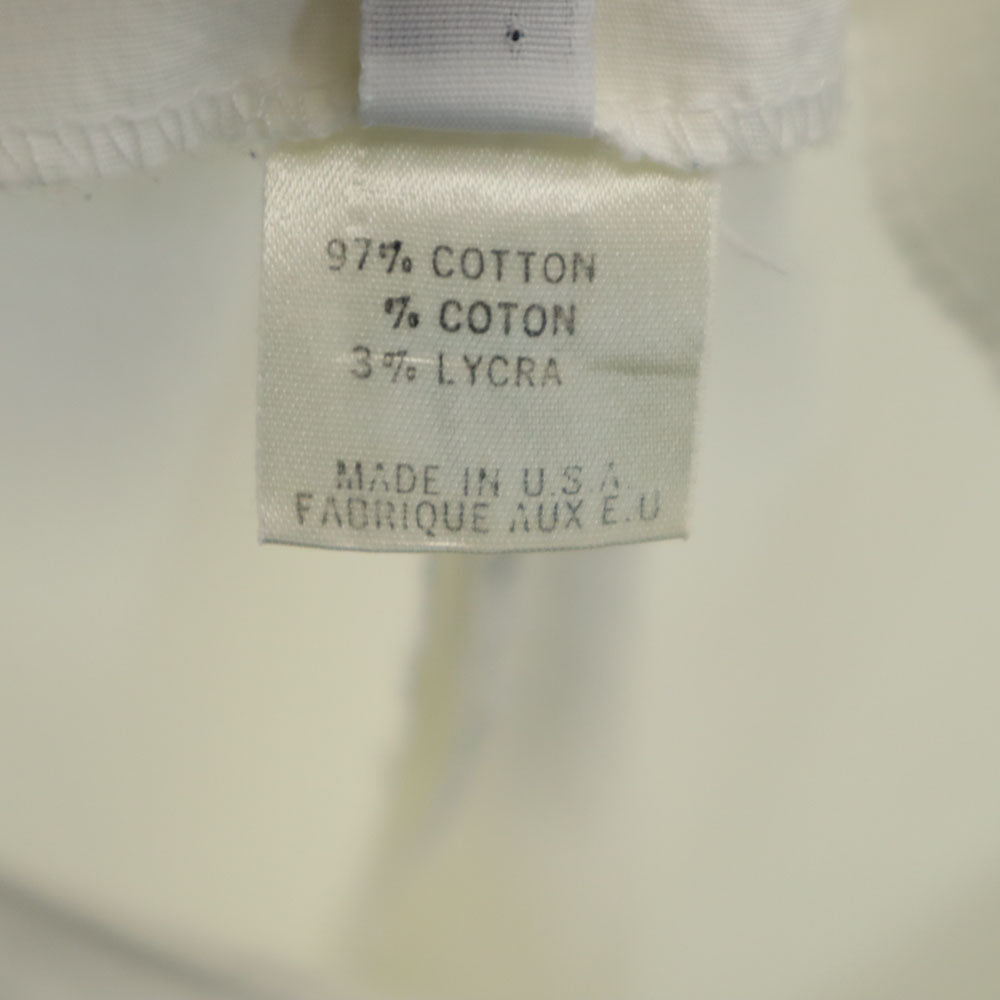 97% COTTON
% COTON
3% LYCRA
MADE IN U.S.A.
FABRIQUE AUX E.U